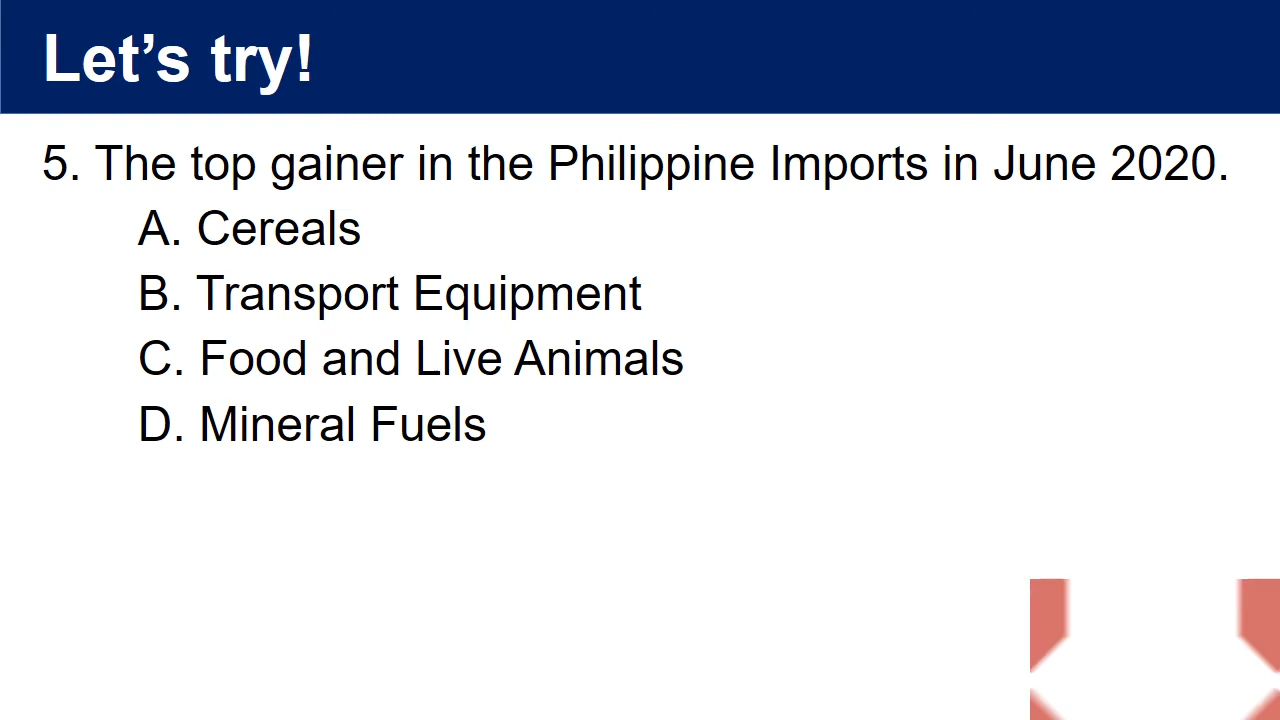 Let’s try!
5. The top gainer in the Philippine Imports in June 2020.
A. Cereals
B. Transport Equipment
C. Food and Live Animals
D. Mineral Fuels